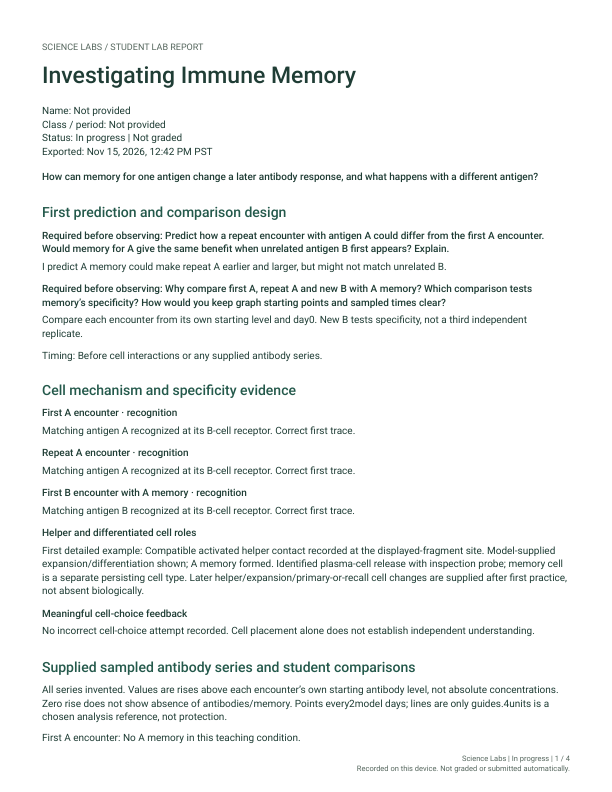 SCIENCE LABS / STUDENT LAB REPORT
Investigating Immune Memory
Name: Not provided
Class / period: Not provided
Status: In progress | Not graded
Exported: Nov 15, 2026, 12:42 PM PST
How can memory for one antigen change a later antibody response, and what happens with a different antigen?
First prediction and comparison design
Required before observing: Predict how a repeat encounter with antigen A could differ from the first A encounter.
Would memory for A give the same benefit when unrelated antigen B first appears? Explain.
I predict A memory could make repeat A earlier and larger, but might not match unrelated B.
Required before observing: Why compare first A, repeat A and new B with A memory? Which comparison tests
memory's specificity? How would you keep graph starting points and sampled times clear?
Compare each encounter from its own starting level and day0. New B tests specificity, not a third independent
replicate.
Timing: Before cell interactions or any supplied antibody series.
Cell mechanism and specificity evidence
First A encounter · recognition
Matching antigen A recognized at its B-cell receptor. Correct first trace.
Repeat A encounter · recognition
Matching antigen A recognized at its B-cell receptor. Correct first trace.
First B encounter with A memory · recognition
Matching antigen B recognized at its B-cell receptor. Correct first trace.
Helper and differentiated cell roles
First detailed example: Compatible activated helper contact recorded at the displayed-fragment site. Model-supplied
expansion/differentiation shown; A memory formed. Identified plasma-cell release with inspection probe; memory cell
is a separate persisting cell type. Later helper/expansion/primary-or-recall cell changes are supplied after first practice,
not absent biologically.
Meaningful cell-choice feedback
No incorrect cell-choice attempt recorded. Cell placement alone does not establish independent understanding.
Supplied sampled antibody series and student comparisons
All series invented. Values are rises above each encounter's own starting antibody level, not absolute concentrations.
Zero rise does not show absence of antibodies/memory. Points every2model days; lines are only guides.4units is a
chosen analysis reference, not protection.
First A encounter: No A memory in this teaching condition.
Science Labs | In progress | 1 / 4
Recorded on this device. Not graded or submitted automatically.